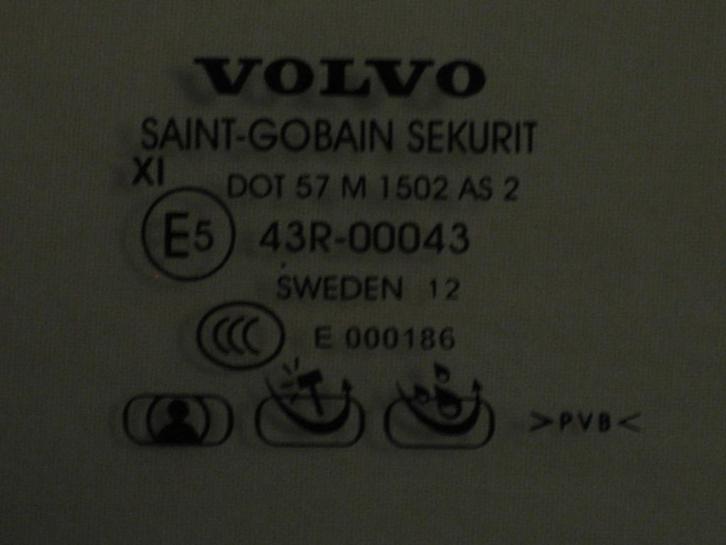 VOLVO
SAINT-GOBAIN SEKURIT
XI
DOT 57 M 1502 AS 2
E5 43R-00043
SWEDEN 12
CCC E 000186
>PVB<